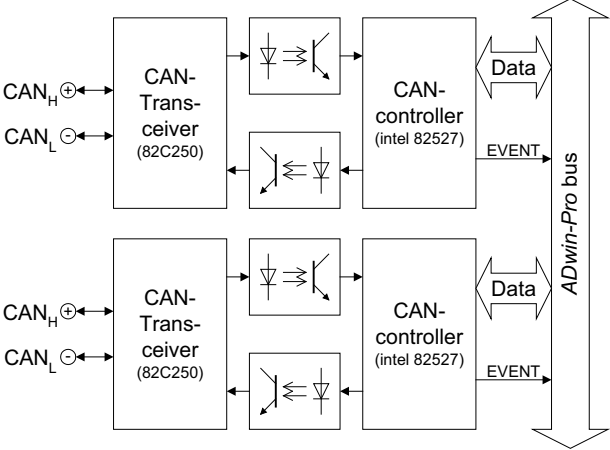 CAN-
Trans-
ceiver
(82C250)
CANH +
CANL -
CAN-
controller
(intel 82527)
Data
EVENT
CAN-
Trans-
ceiver
(82C250)
CANH +
CANL -
CAN-
controller
(intel 82527)
Data
EVENT
ADwin-Pro bus